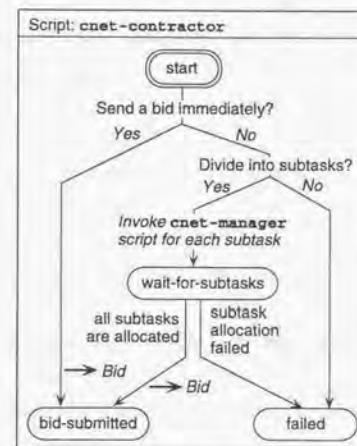 Script: cnet-contractor
start
Send a bid immediately?
Yes
No
Divide into subtasks?
Yes
No
Invoke cnet-manager
script for each subtask
wait-for-subtasks
all subtasks
are allocated
subtask
allocation
failed
Bid
Bid
bid-submitted
failed